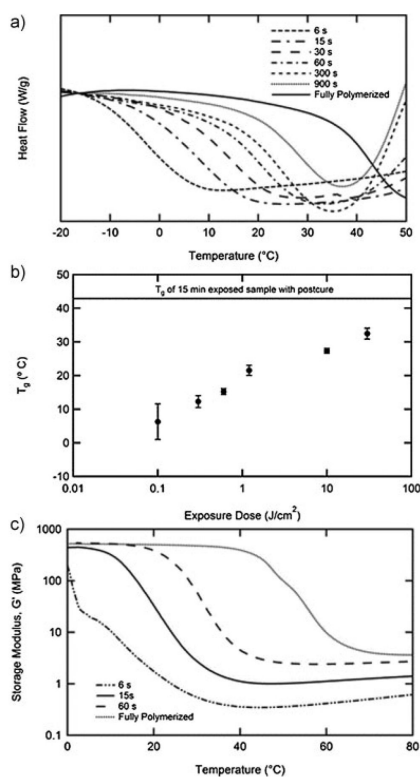 a)
6 s
15 s
30 s
60 s
300 s
900 s
Fully Polymerized
Heat Flow (W/g)
-20 -10 0 10 20 30 40 50
Temperature (°C)
b)
50
40
30
20
10
0
-10
Tg of 15 min exposed sample with postcure
Tg (° C)
0.01 0.1 1 10 100
Exposure Dose (J/cm²)
c)
1000
100
10
1
0.1
Storage Modulus, G' (MPa)
6 s
15s
60 s
Fully Polymerized
0 20 40 60 80
Temperature (°C)